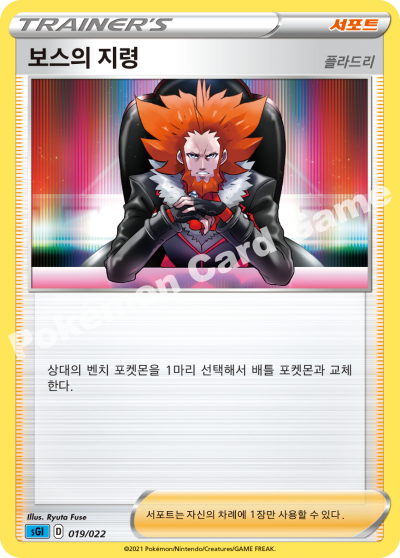 TRAINER'S 서포트
보스의 지령 플라드리
Pokémon Card Game
상대의 벤치 포켓몬을 1마리 선택해서 배틀 포켓몬과 교체
한다.
Illus. Ryuta Fuse
sGI D 019/022
서포트는 자신의 차례에 1장만 사용할 수 있다.
©2021 Pokémon/Nintendo/Creatures/GAME FREAK.